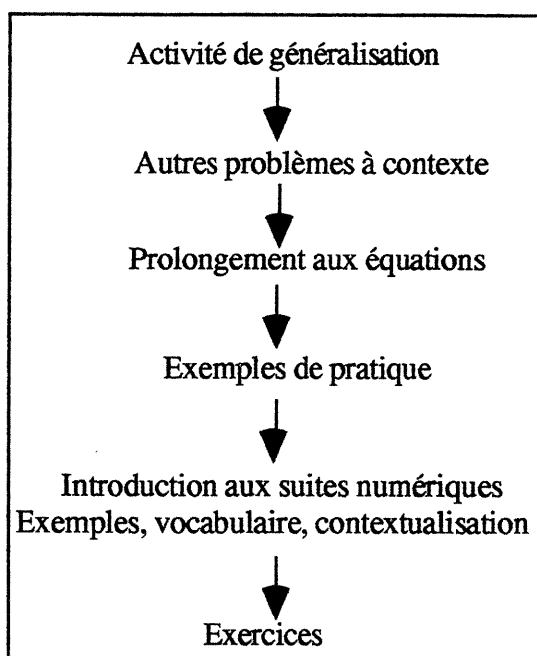 Activité de généralisation
Autres problèmes à contexte
Prolongement aux équations
Exemples de pratique
Introduction aux suites numériques
Exemples, vocabulaire, contextualisation
Exercices